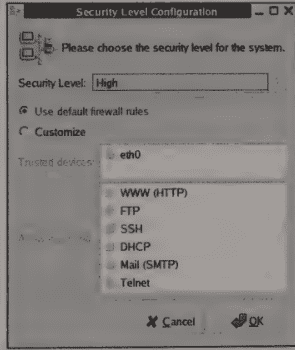 Security Level Configuration
Please choose the security level for the system.
Security Level: High
Use default firewall rules
Customize
Trusted devices: eth0
WWW (HTTP)
FTP
SSH
DHCP
Mail (SMTP)
Telnet
Cancel OK